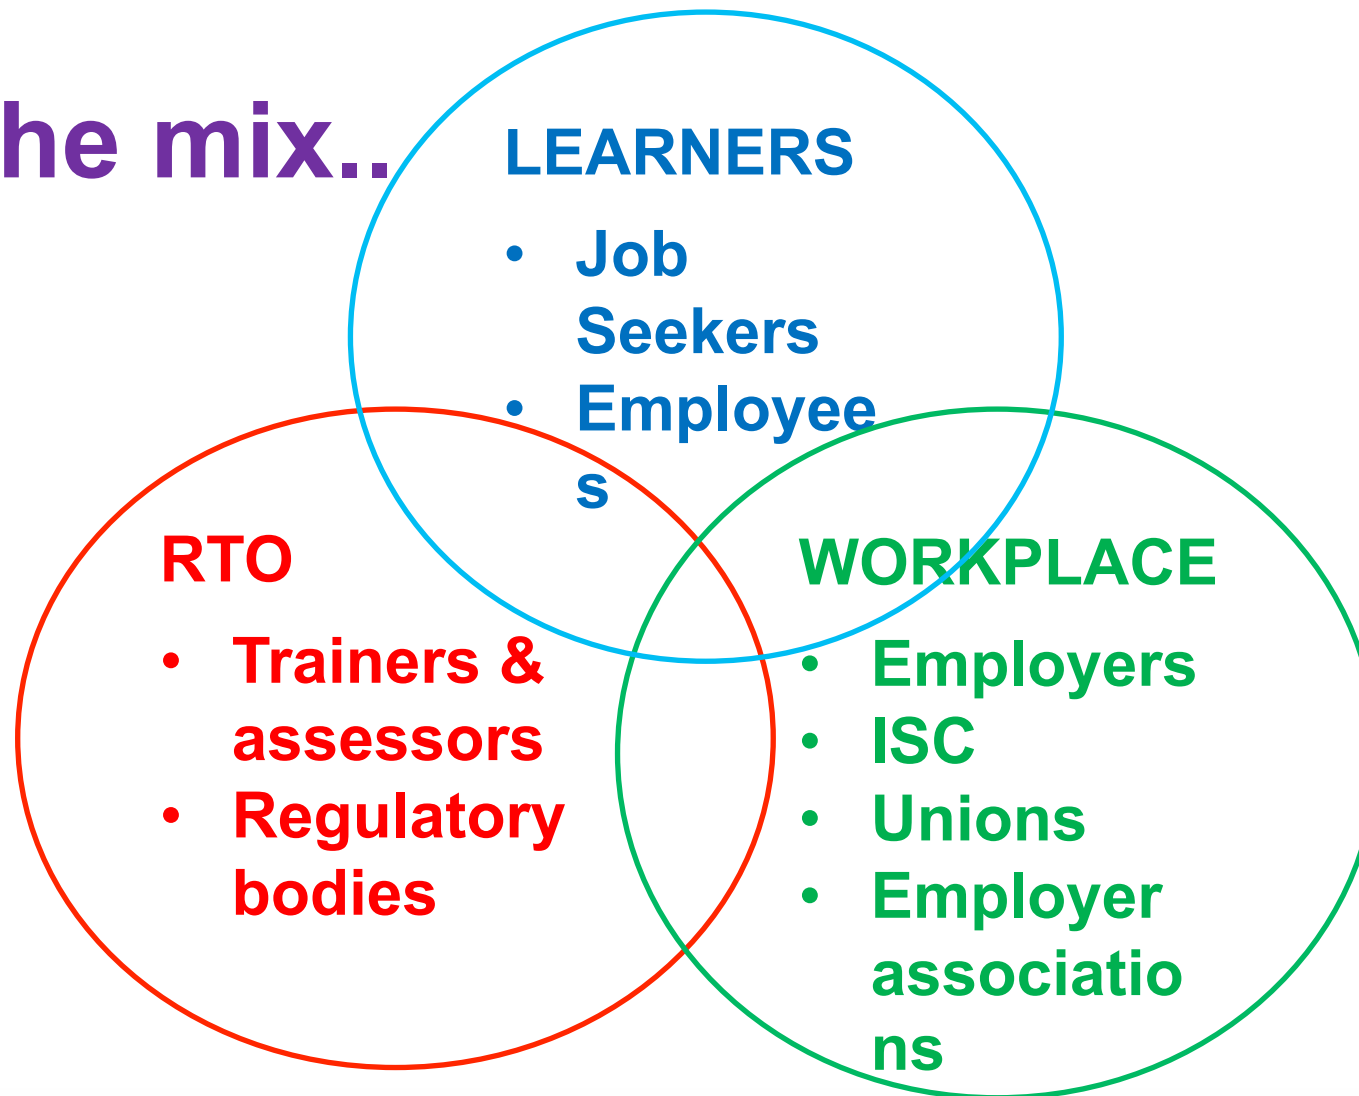 he mix..
LEARNERS
• Job
Seekers
• Employee
s
RTO
• Trainers &
assessors
• Regulatory
bodies
WORKPLACE
• Employers
• ISC
• Unions
• Employer
associatio
ns